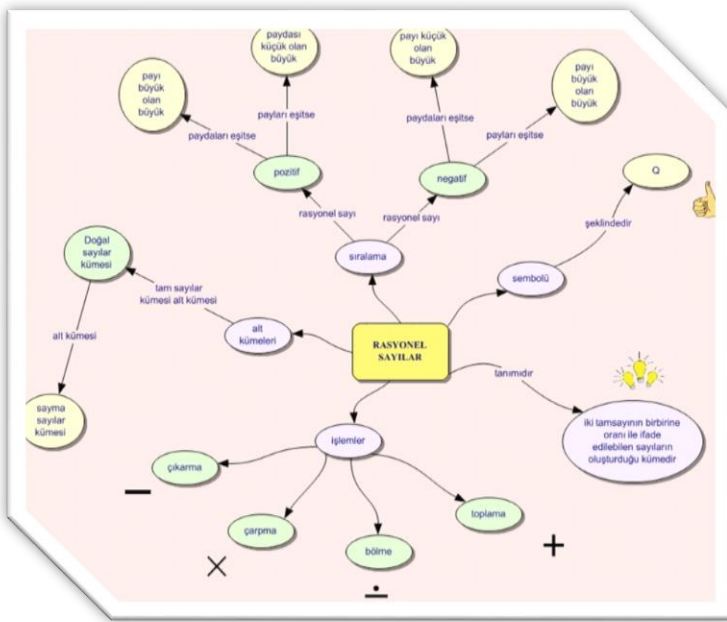 paydası
küçük olan
büyük
payı küçük
olan
büyük
payı
büyük
olan
büyük
payı
büyük
olan
büyük
payları eşitse
paydaları eşitse
paydaları eşitse
payları eşitse
pozitif
negatif
Q
rasyonel sayı
rasyonel sayı
şeklindedir
Doğal
sayılar
kümesi
sıralama
sembolü
tam sayılar
kümesi alt kümesi
alt kümesi
alt
kümeleri
RASYONEL
SAYILAR
tanımıdır
sayma
sayılar
kümesi
iki tamsayının birbirine
oranı ile ifade
edilebilen sayıların
oluşturduğu kümedir
işlemler
çıkarma
−
çarpma
×
bölme
÷
toplama
+